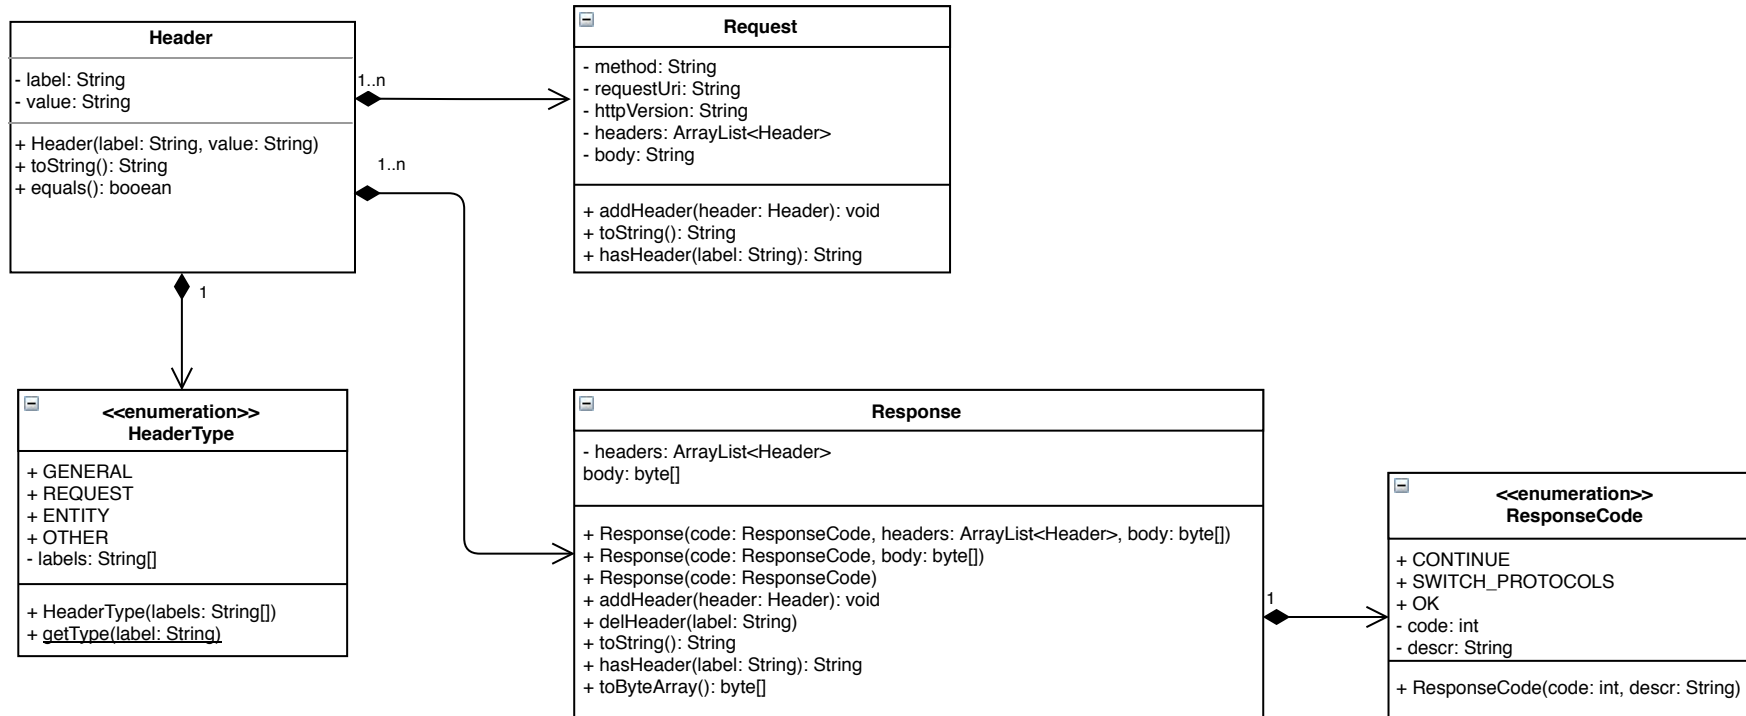 Header
- label: String
- value: String
+ Header(label: String, value: String)
+ toString(): String
+ equals(): booean
1..n
1..n
1
Request
- method: String
- requestUri: String
- httpVersion: String
- headers: ArrayList<Header>
- body: String
+ addHeader(header: Header): void
+ toString(): String
+ hasHeader(label: String): String
<<enumeration>>
HeaderType
+ GENERAL
+ REQUEST
+ ENTITY
+ OTHER
- labels: String[]
+ HeaderType(labels: String[])
+ getType(label: String)
Response
- headers: ArrayList<Header>
body: byte[]
+ Response(code: ResponseCode, headers: ArrayList<Header>, body: byte[])
+ Response(code: ResponseCode, body: byte[])
+ Response(code: ResponseCode)
+ addHeader(header: Header): void
+ delHeader(label: String)
+ toString(): String
+ hasHeader(label: String): String
+ toByteArray(): byte[]
1
<<enumeration>>
ResponseCode
+ CONTINUE
+ SWITCH_PROTOCOLS
+ OK
- code: int
- descr: String
+ ResponseCode(code: int, descr: String)